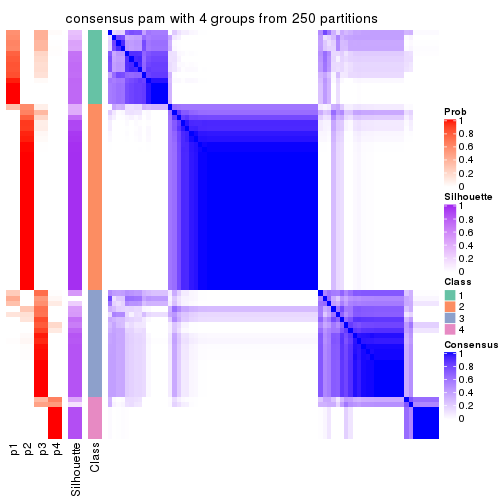 consensus pam with 4 groups from 250 partitions
Prob
1
0.8
0.6
0.4
0.2
0
Silhouette
1
0.8
0.6
0.4
0.2
0
Class
1
2
3
4
Consensus
1
0.8
0.6
0.4
0.2
0
p1
p2
p3
p4
Silhouette
Class